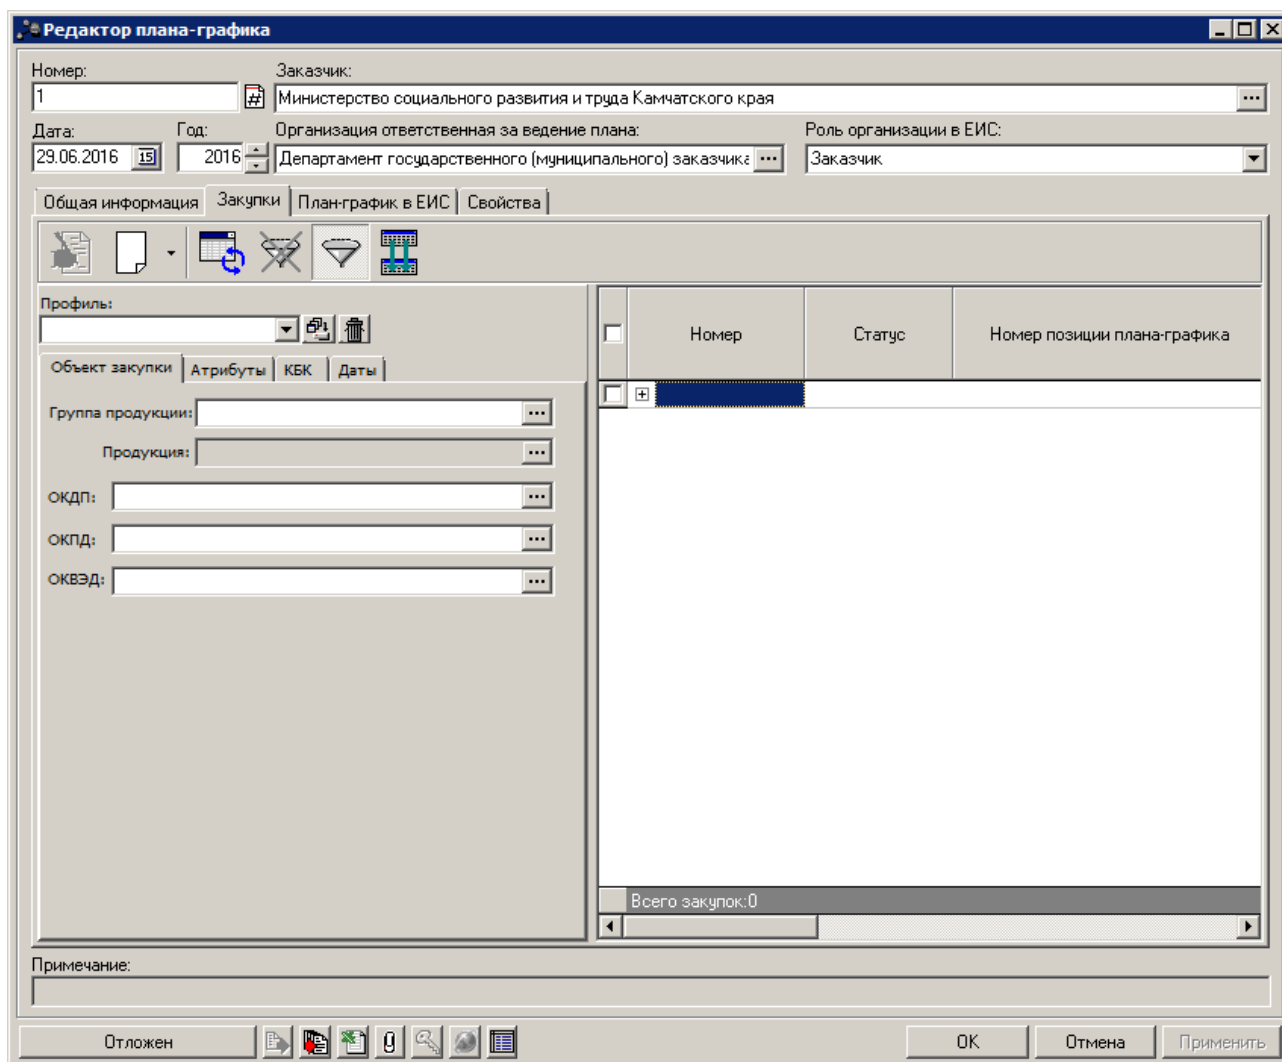 Редактор плана-графика
Номер: Заказчик:
1 # Министерство социального развития и труда Камчатского края ...
Дата: Год: Организация ответственная за ведение плана: Роль организации в ЕИС:
29.06.2016 15 2016 Департамент государственного (муниципального) заказчика ... Заказчик
Общая информация Закупки План-график в ЕИС Свойства
Профиль:
Номер Статус Номер позиции плана-графика
Объект закупки Атрибуты КБК Даты
Группа продукции: ...
Продукция: ...
ОКДП: ...
ОКПД: ...
ОКВЭД: ...
Всего закупок:0
Примечание:
Отложен OK Отмена Применить